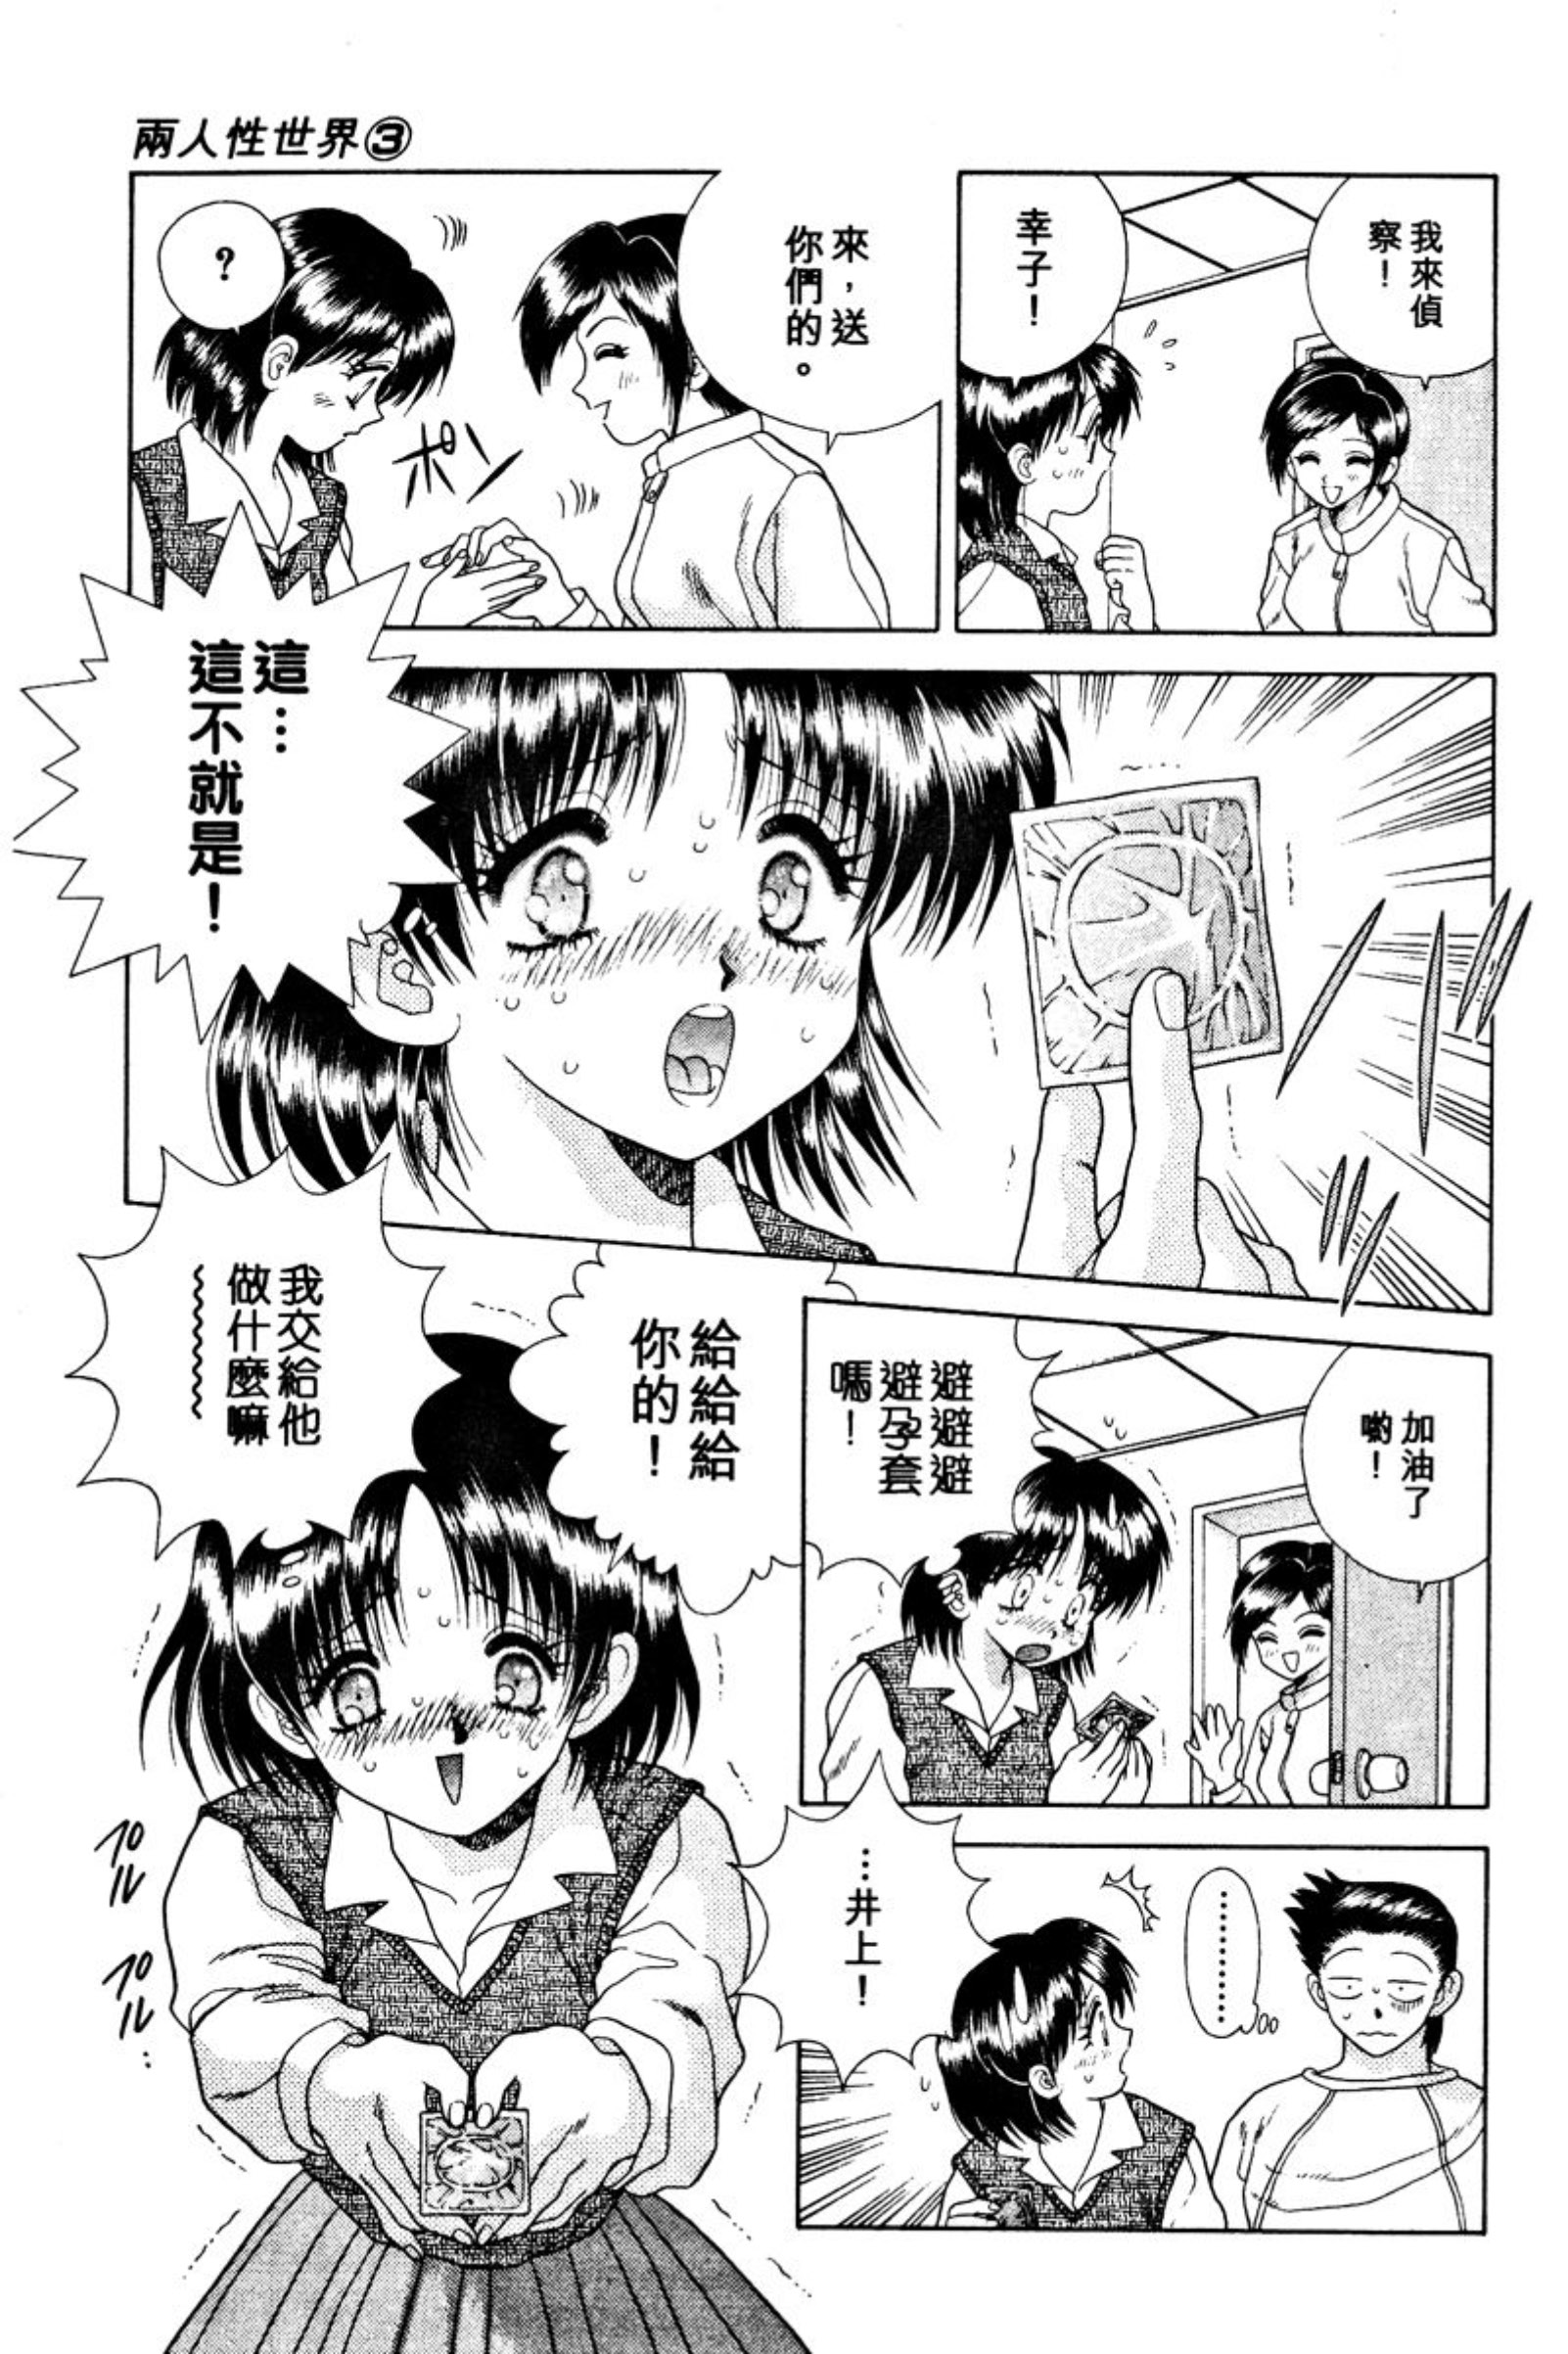 兩人性世界③
我來偵
察！
幸子！
來，送
你們的。
？
ポン
這…
這不就是！
加油了
喲！
避避避
避孕套
嗎！
…………
…井上！
給給給
你的！
我交給他
做什麼嘛
プル
プル…